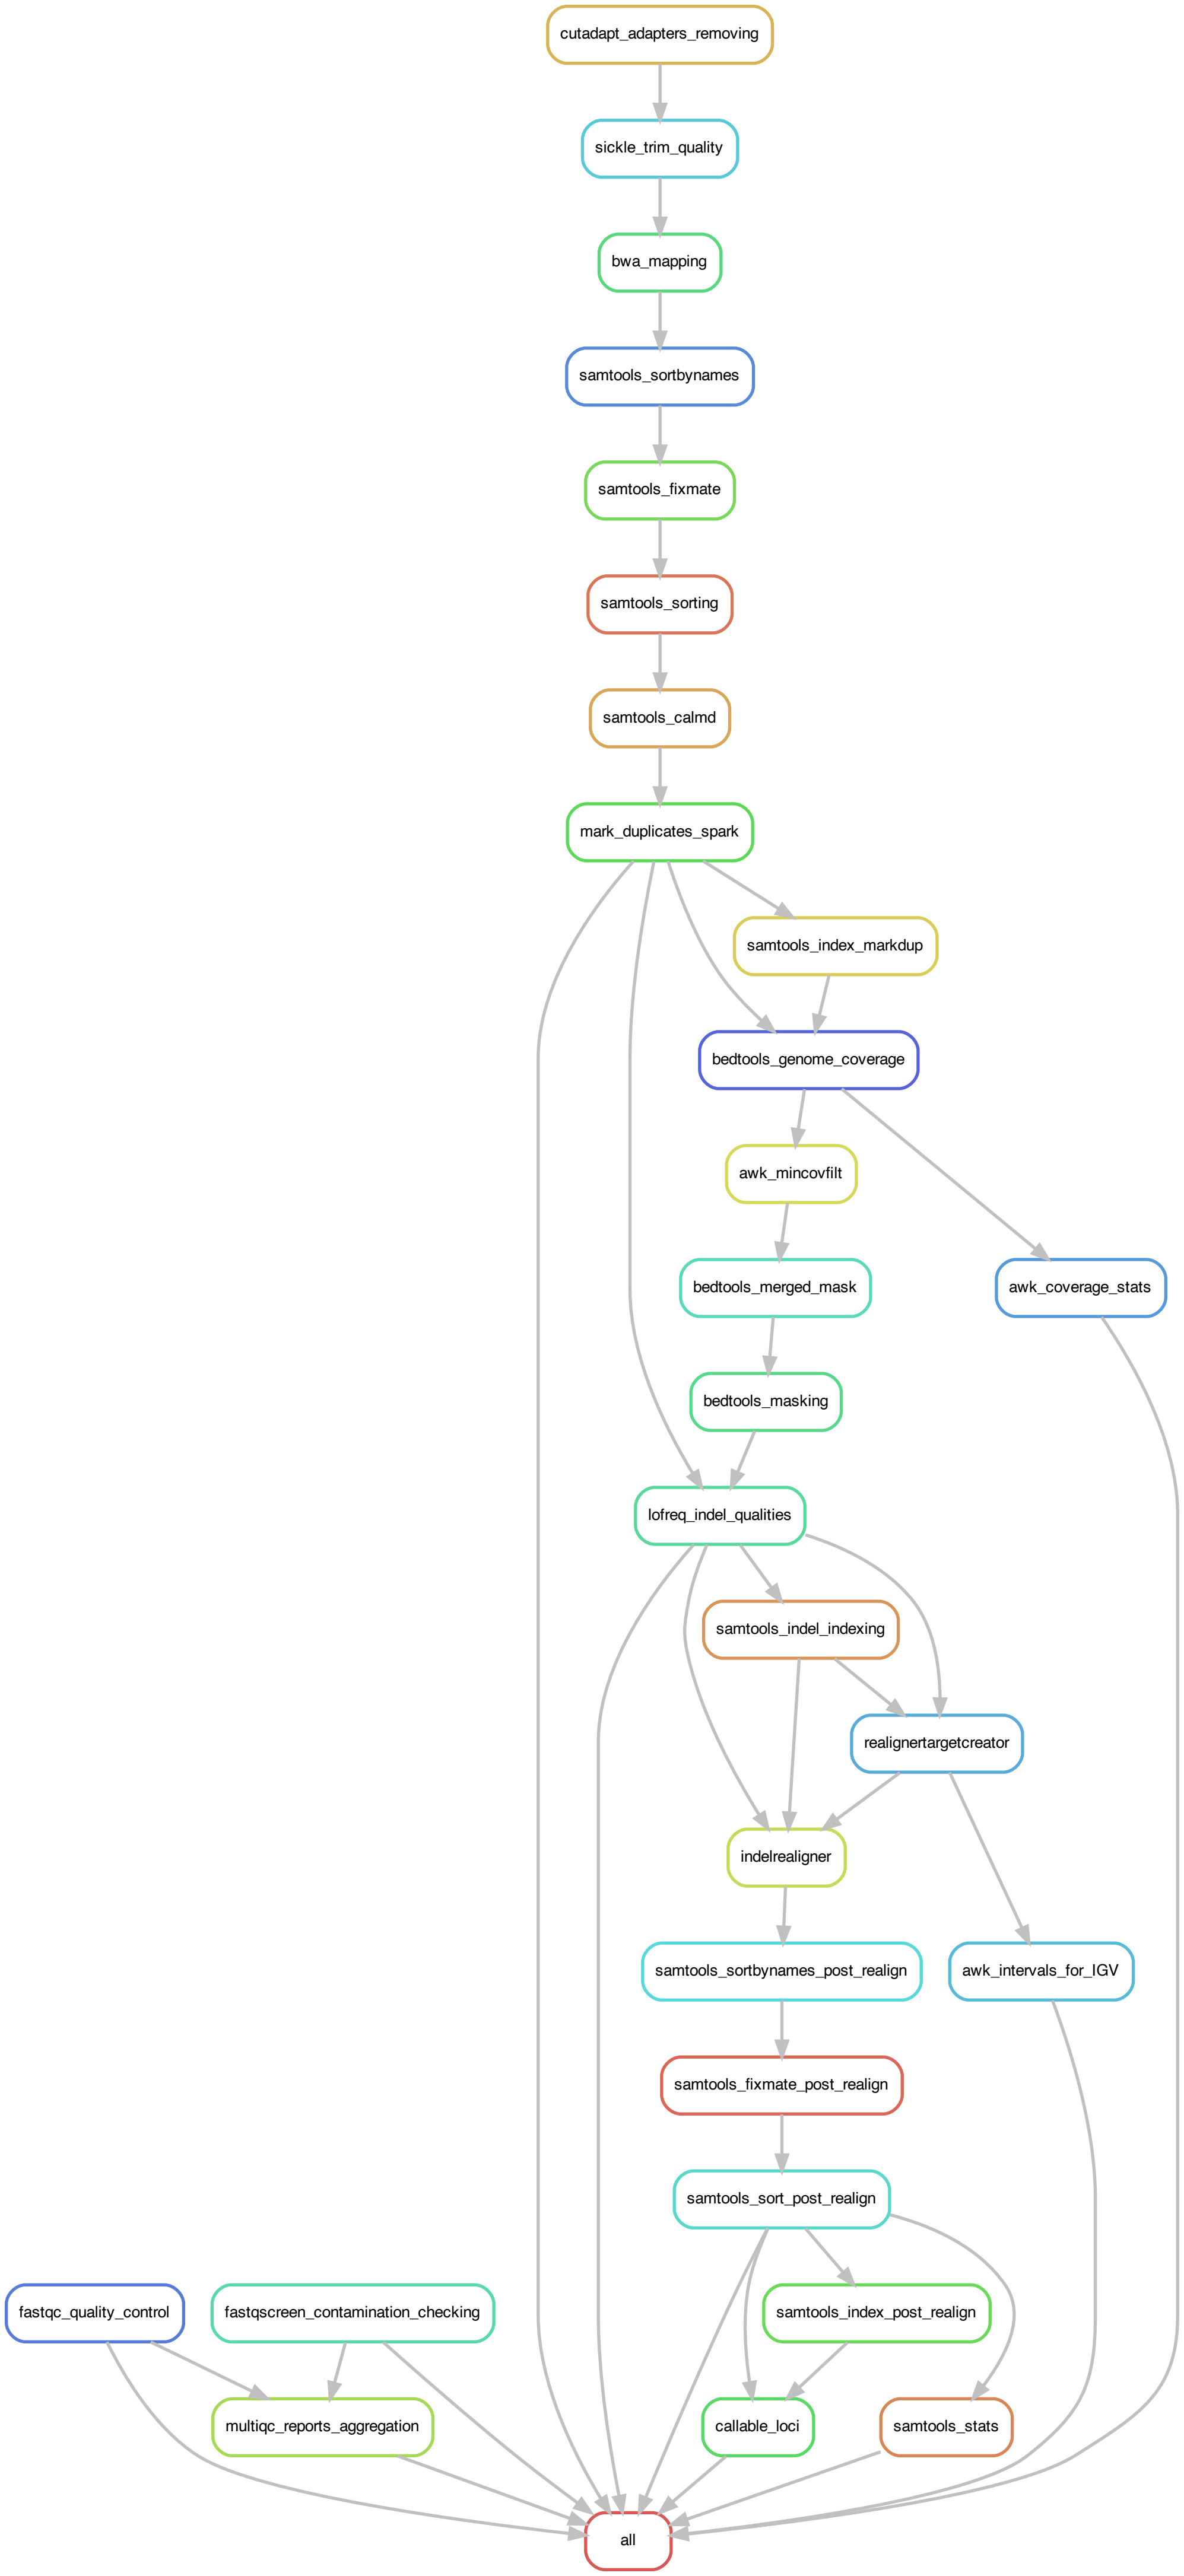 cutadapt_adapters_removing
sickle_trim_quality
bwa_mapping
samtools_sortbynames
samtools_fixmate
samtools_sorting
samtools_calmd
mark_duplicates_spark
samtools_index_markdup
bedtools_genome_coverage
awk_mincovfilt
bedtools_merged_mask
awk_coverage_stats
bedtools_masking
lofreq_indel_qualities
samtools_indel_indexing
realignertargetcreator
indelrealigner
samtools_sortbynames_post_realign
awk_intervals_for_IGV
samtools_fixmate_post_realign
samtools_sort_post_realign
fastqc_quality_control
fastqscreen_contamination_checking
samtools_index_post_realign
multiqc_reports_aggregation
callable_loci
samtools_stats
all